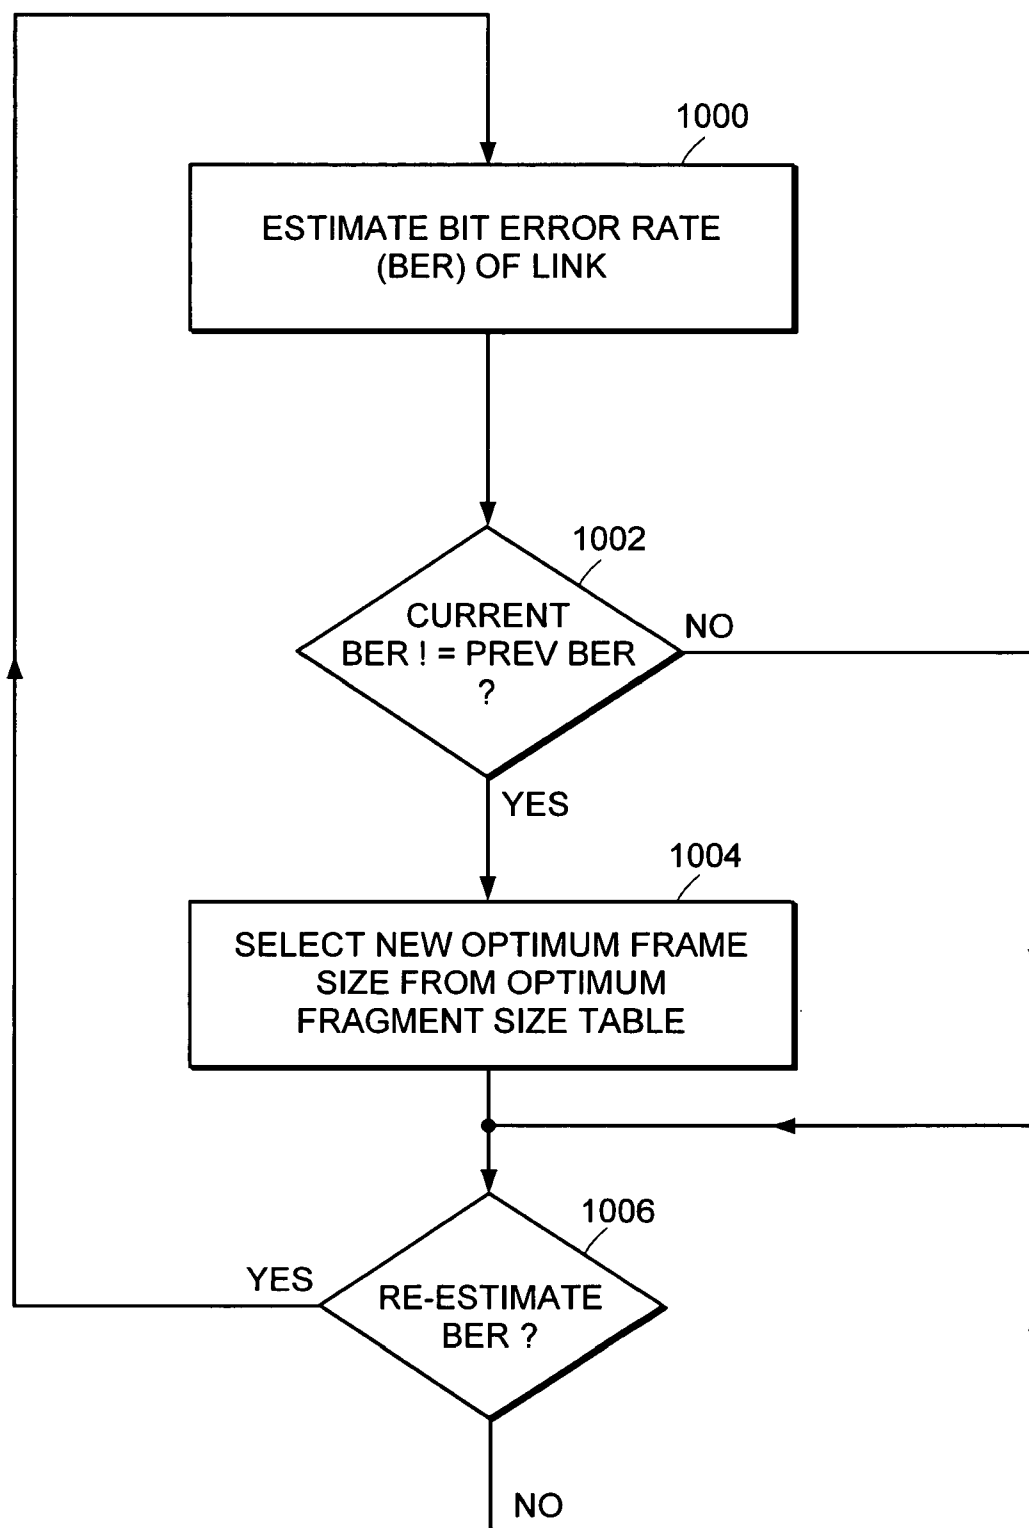 1000
ESTIMATE BIT ERROR RATE
(BER) OF LINK
1002
CURRENT
BER ! = PREV BER
?
NO
YES
1004
SELECT NEW OPTIMUM FRAME
SIZE FROM OPTIMUM
FRAGMENT SIZE TABLE
1006
YES
RE-ESTIMATE
BER ?
NO